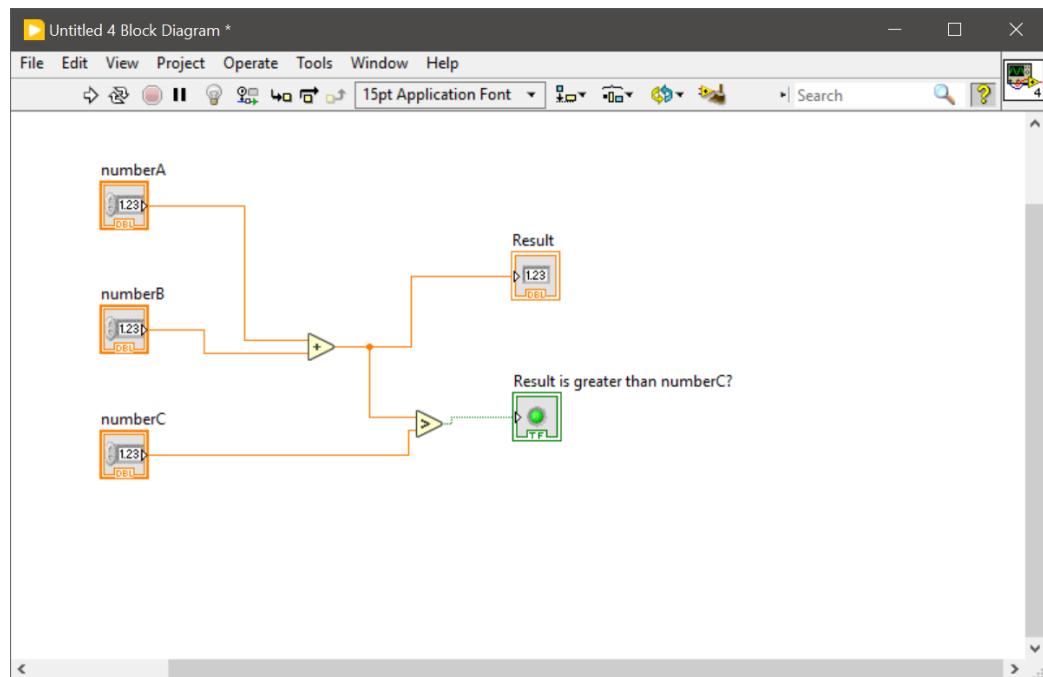 Untitled 4 Block Diagram *
File Edit View Project Operate Tools Window Help
15pt Application Font Search
4
numberA
1.23
DBL
Result
1.23
DBL
numberB
1.23
DBL
+
Result is greater than numberC?
TF
numberC
>
1.23
DBL